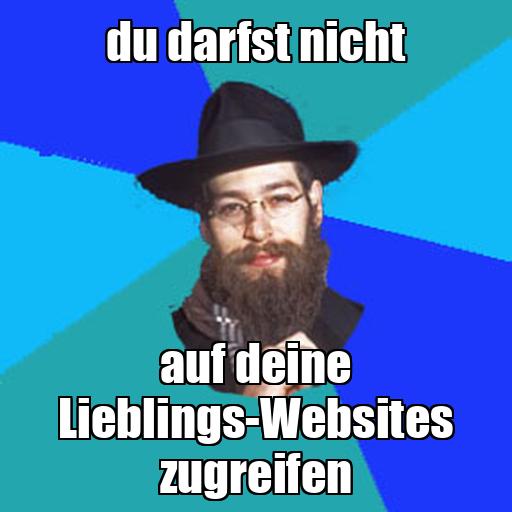 du darfst nicht
auf deine
Lieblings-Websites
zugreifen